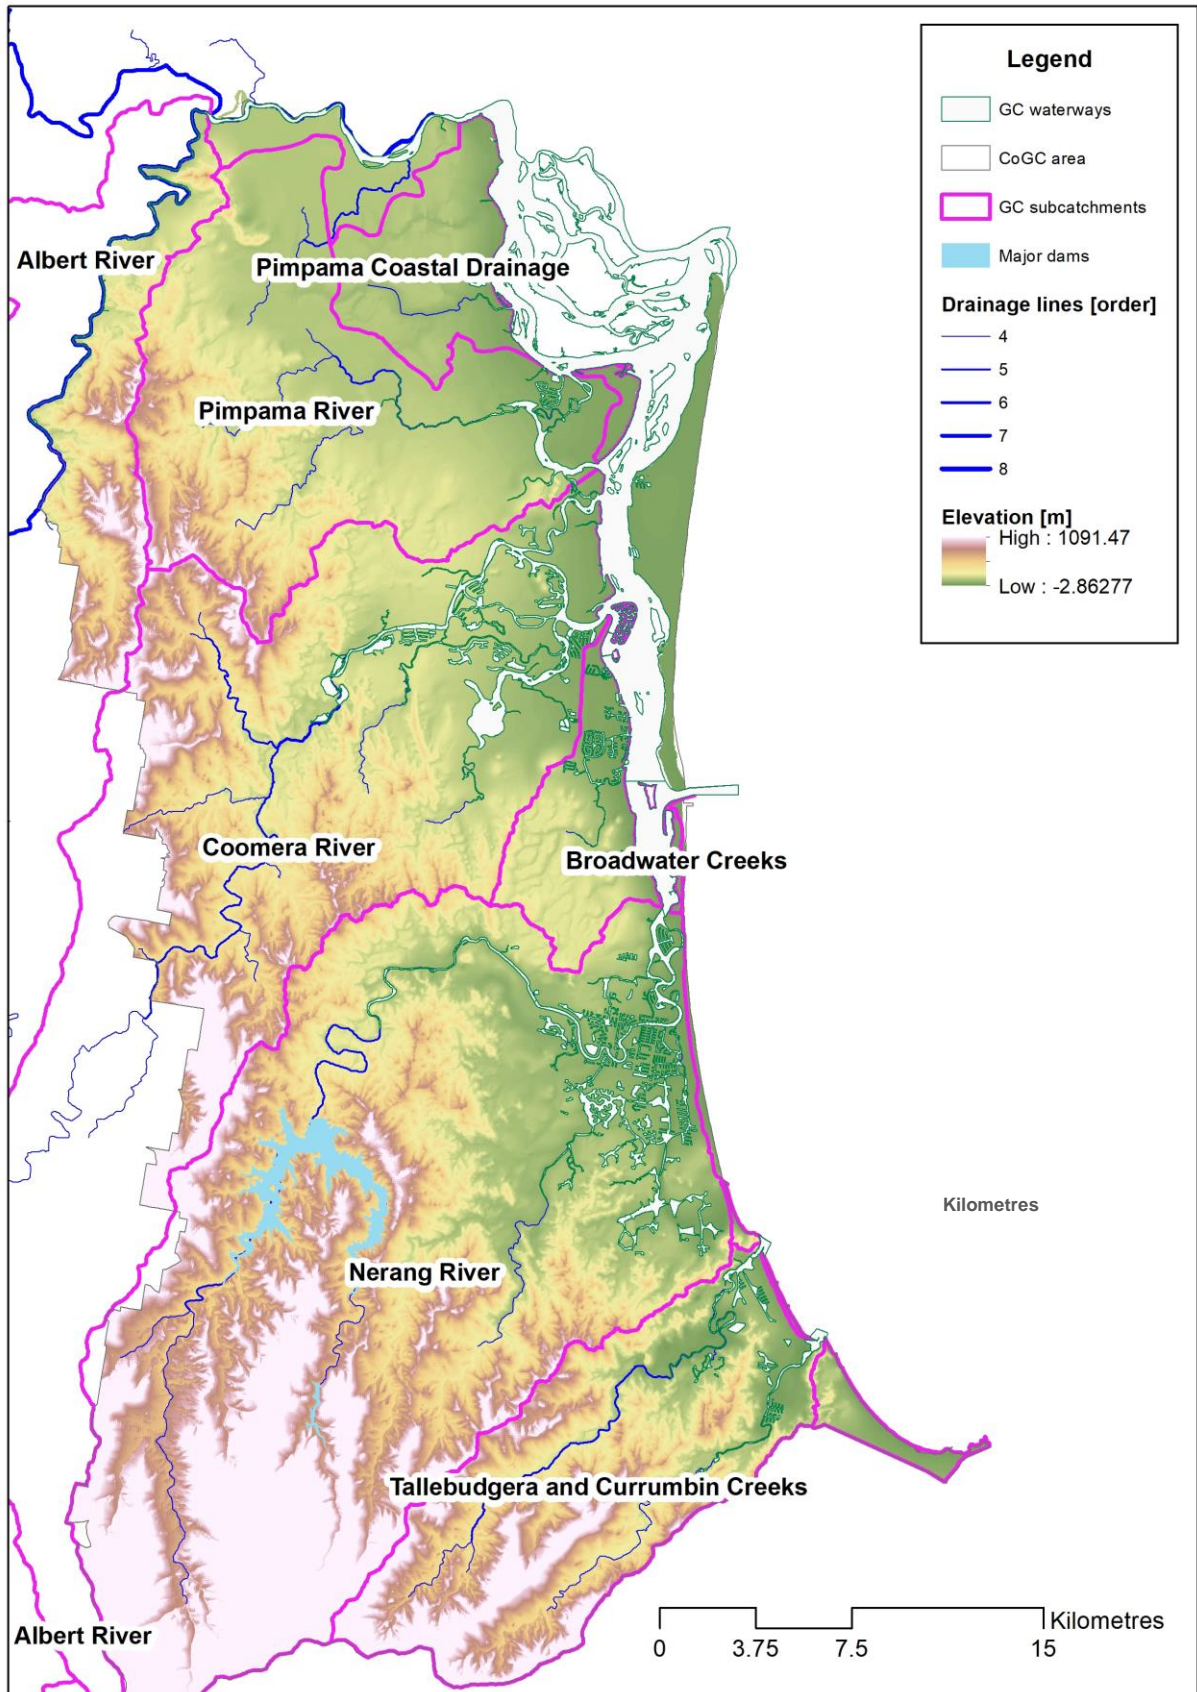 Legend
GC waterways
CoGC area
GC subcatchments
Major dams
Drainage lines [order]
4
5
6
7
8
Elevation [m]
High : 1091.47
Low : -2.86277
Albert River
Pimpama Coastal Drainage
Pimpama River
Coomera River
Broadwater Creeks
Kilometres
Nerang River
Tallebudgera and Currumbin Creeks
Albert River
Kilometres
0 3.75 7.5 15